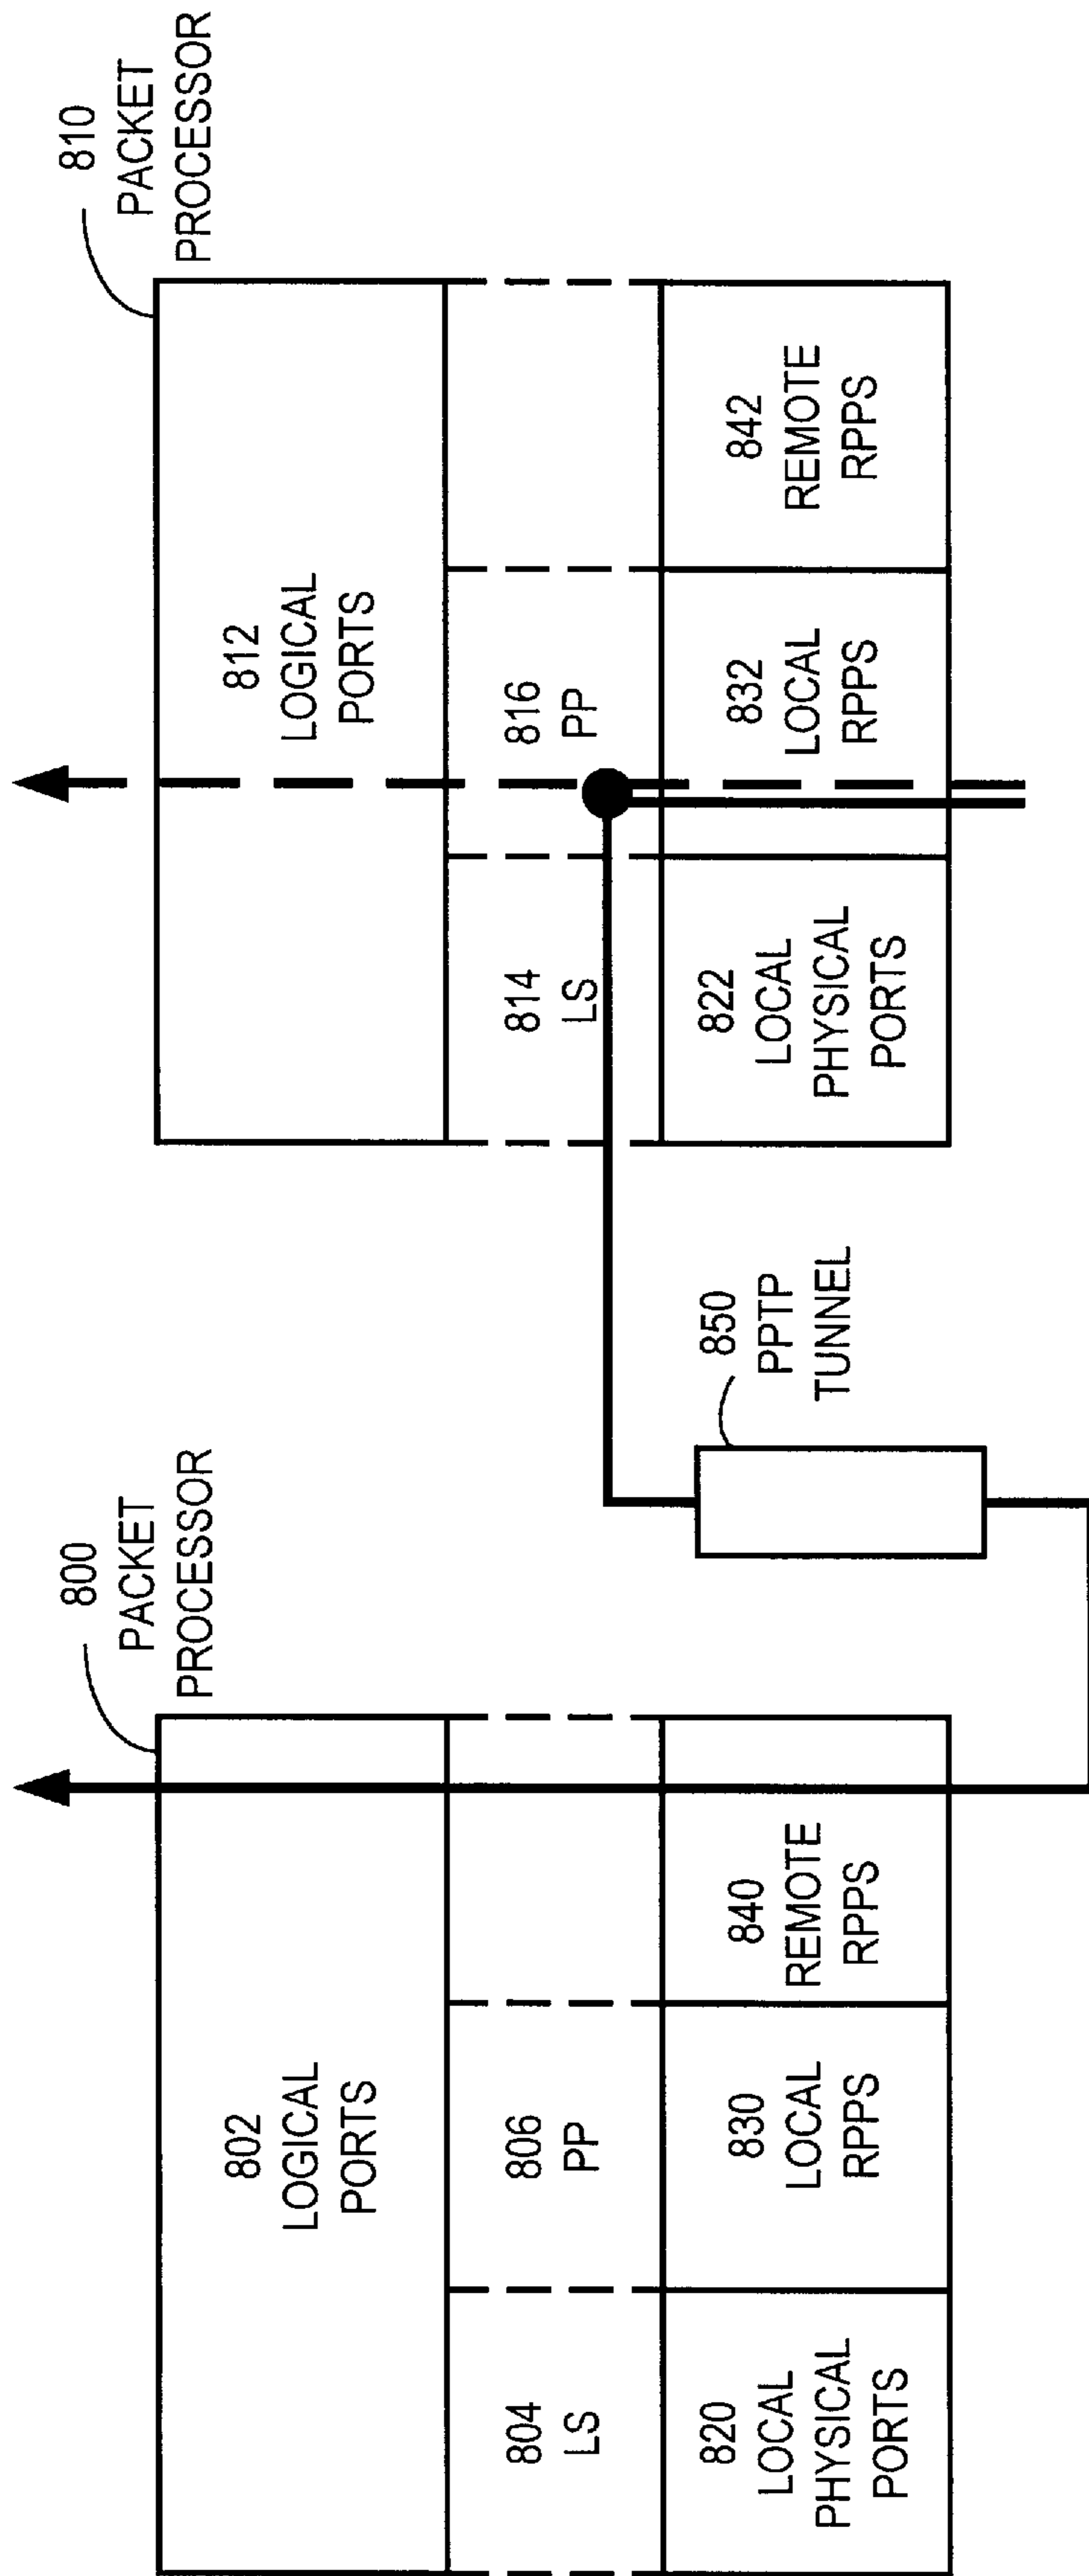 800
PACKET
PROCESSOR
802
LOGICAL
PORTS
804
LS
806
PP
820
LOCAL
PHYSICAL
PORTS
830
LOCAL
RPPS
840
REMOTE
RPPS
850
PPTP
TUNNEL
810
PACKET
PROCESSOR
812
LOGICAL
PORTS
814
LS
816
PP
822
LOCAL
PHYSICAL
PORTS
832
LOCAL
RPPS
842
REMOTE
RPPS